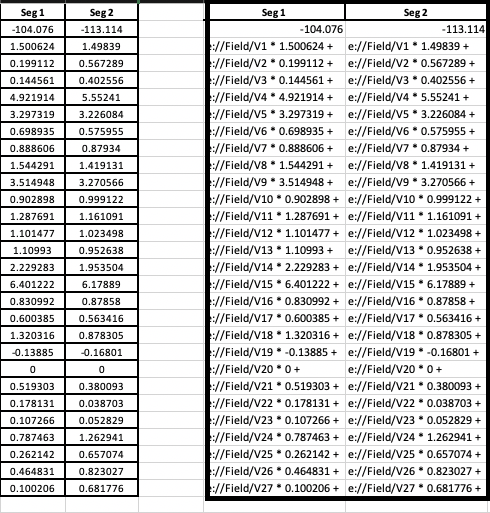 Seg 1 Seg 2 Seg 1 Seg 2
-104.076 -113.114 -104.076 -113.114
1.500624 1.49839 e://Field/V1 * 1.500624 + e://Field/V1 * 1.49839 +
0.199112 0.567289 e://Field/V2 * 0.199112 + e://Field/V2 * 0.567289 +
0.144561 0.402556 e://Field/V3 * 0.144561 + e://Field/V3 * 0.402556 +
4.921914 5.55241 e://Field/V4 * 4.921914 + e://Field/V4 * 5.55241 +
3.297319 3.226084 e://Field/V5 * 3.297319 + e://Field/V5 * 3.226084 +
0.698935 0.575955 e://Field/V6 * 0.698935 + e://Field/V6 * 0.575955 +
0.888606 0.87934 e://Field/V7 * 0.888606 + e://Field/V7 * 0.87934 +
1.544291 1.419131 e://Field/V8 * 1.544291 + e://Field/V8 * 1.419131 +
3.514948 3.270566 e://Field/V9 * 3.514948 + e://Field/V9 * 3.270566 +
0.902898 0.999122 e://Field/V10 * 0.902898 + e://Field/V10 * 0.999122 +
1.287691 1.161091 e://Field/V11 * 1.287691 + e://Field/V11 * 1.161091 +
1.101477 1.023498 e://Field/V12 * 1.101477 + e://Field/V12 * 1.023498 +
1.10993 0.952638 e://Field/V13 * 1.10993 + e://Field/V13 * 0.952638 +
2.229283 1.953504 e://Field/V14 * 2.229283 + e://Field/V14 * 1.953504 +
6.401222 6.17889 e://Field/V15 * 6.401222 + e://Field/V15 * 6.17889 +
0.830992 0.87858 e://Field/V16 * 0.830992 + e://Field/V16 * 0.87858 +
0.600385 0.563416 e://Field/V17 * 0.600385 + e://Field/V17 * 0.563416 +
1.320316 0.878305 e://Field/V18 * 1.320316 + e://Field/V18 * 0.878305 +
-0.13885 -0.16801 e://Field/V19 * -0.13885 + e://Field/V19 * -0.16801 +
0 0 e://Field/V20 * 0 + e://Field/V20 * 0 +
0.519303 0.380093 e://Field/V21 * 0.519303 + e://Field/V21 * 0.380093 +
0.178131 0.038703 e://Field/V22 * 0.178131 + e://Field/V22 * 0.038703 +
0.107266 0.052829 e://Field/V23 * 0.107266 + e://Field/V23 * 0.052829 +
0.787463 1.262941 e://Field/V24 * 0.787463 + e://Field/V24 * 1.262941 +
0.262142 0.657074 e://Field/V25 * 0.262142 + e://Field/V25 * 0.657074 +
0.464831 0.823027 e://Field/V26 * 0.464831 + e://Field/V26 * 0.823027 +
0.100206 0.681776 e://Field/V27 * 0.100206 + e://Field/V27 * 0.681776 +